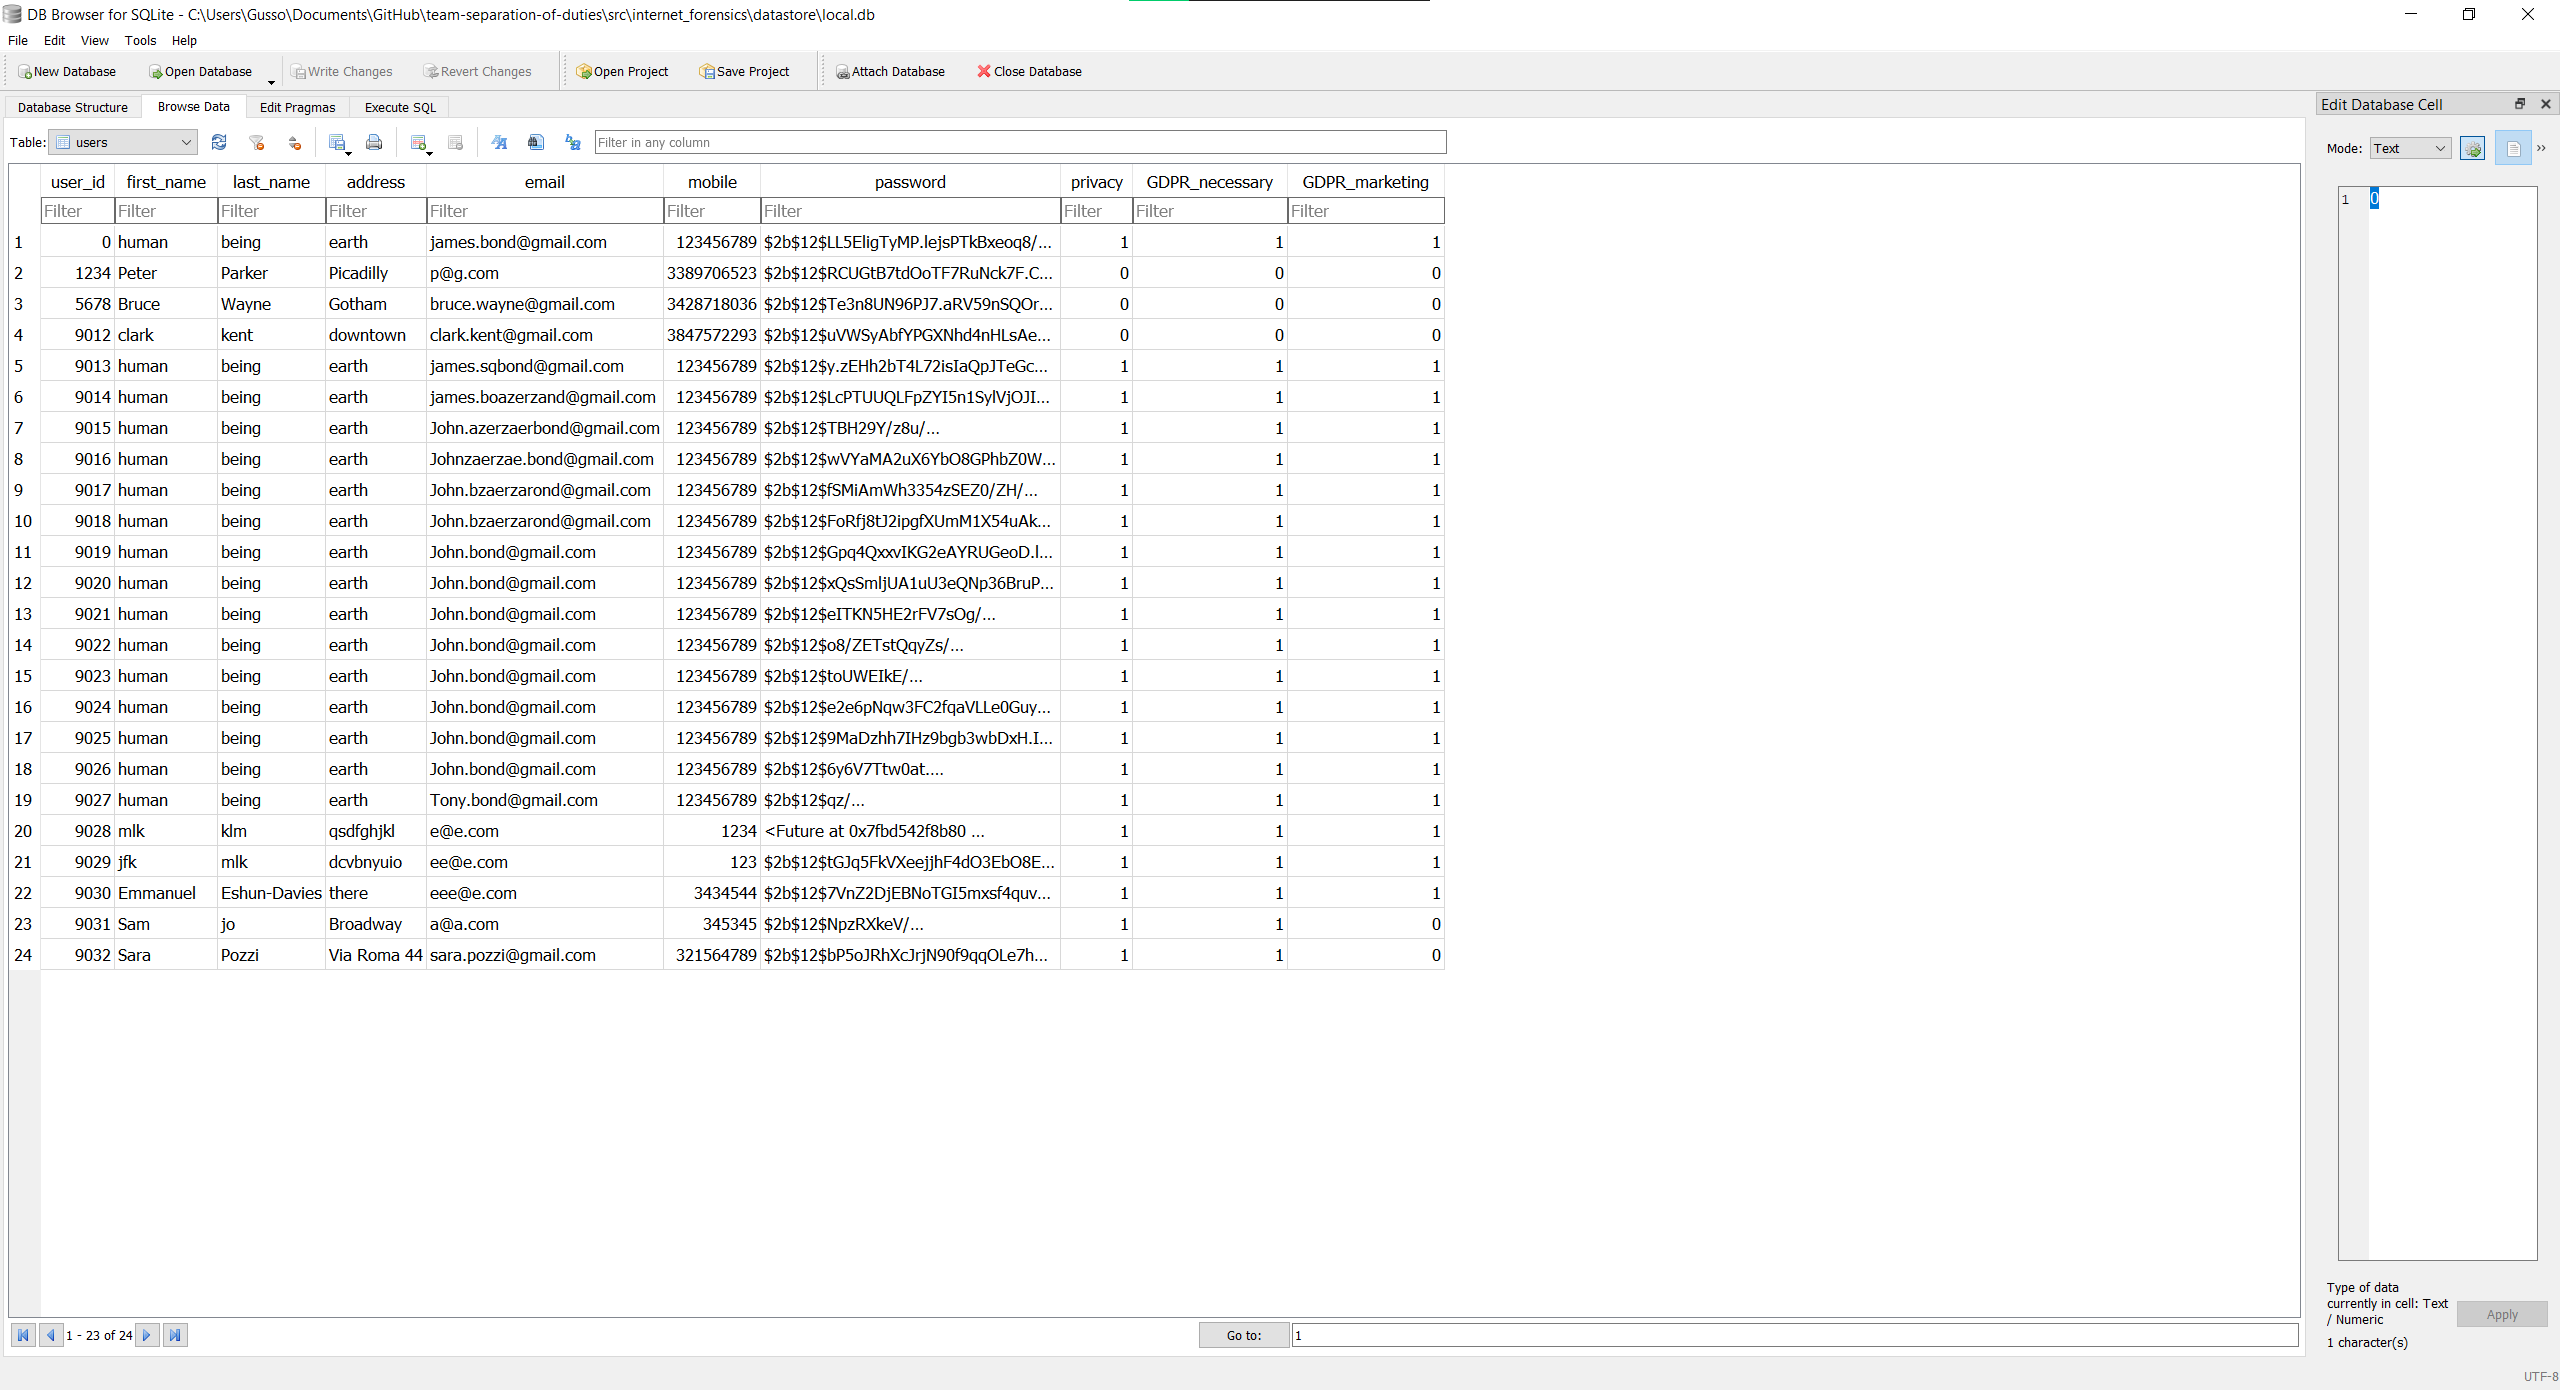 DB Browser for SQLite - C:\Users\Gusso\Documents\GitHub\team-separation-of-duties\src\internet_forensics\datastore\local.db
File Edit View Tools Help
New Database Open Database Write Changes Revert Changes Open Project Save Project Attach Database Close Database
Database Structure Browse Data Edit Pragmas Execute SQL
Edit Database Cell
Table: users Filter in any column
Mode: Text »
user_id first_name last_name address email mobile password privacy GDPR_necessary GDPR_marketing
1 0
Filter Filter Filter Filter Filter Filter Filter Filter Filter Filter
1 0 human being earth james.bond@gmail.com 123456789 $2b$12$LL5EligTyMP.lejsPTkBxeoq8/... 1 1 1
2 1234 Peter Parker Picadilly p@g.com 3389706523 $2b$12$RCUGtB7tdOoTF7RuNck7F.C... 0 0 0
3 5678 Bruce Wayne Gotham bruce.wayne@gmail.com 3428718036 $2b$12$Te3n8UN96PJ7.aRV59nSQOr... 0 0 0
4 9012 clark kent downtown clark.kent@gmail.com 3847572293 $2b$12$uVWSyAbfYPGXNhd4nHLsAe... 0 0 0
5 9013 human being earth james.sqbond@gmail.com 123456789 $2b$12$y.zEHh2bT4L72isIaQpJTeGc... 1 1 1
6 9014 human being earth james.boazerzand@gmail.com 123456789 $2b$12$LcPTUUQLFpZYI5n1SylVjOJI... 1 1 1
7 9015 human being earth John.azerzaerbond@gmail.com 123456789 $2b$12$TBH29Y/z8u/... 1 1 1
8 9016 human being earth Johnzaerzae.bond@gmail.com 123456789 $2b$12$wVYaMA2uX6YbO8GPhbZ0W... 1 1 1
9 9017 human being earth John.bzaerzarond@gmail.com 123456789 $2b$12$fSMiAmWh3354zSEZ0/ZH/... 1 1 1
10 9018 human being earth John.bzaerzarond@gmail.com 123456789 $2b$12$FoRfj8tJ2ipgfXUmM1X54uAk... 1 1 1
11 9019 human being earth John.bond@gmail.com 123456789 $2b$12$Gpq4QxxvIKG2eAYRUGeoD.l... 1 1 1
12 9020 human being earth John.bond@gmail.com 123456789 $2b$12$xQsSmljUA1uU3eQNp36BruP... 1 1 1
13 9021 human being earth John.bond@gmail.com 123456789 $2b$12$eITKN5HE2rFV7sOg/... 1 1 1
14 9022 human being earth John.bond@gmail.com 123456789 $2b$12$o8/ZETstQqyZs/... 1 1 1
15 9023 human being earth John.bond@gmail.com 123456789 $2b$12$toUWEIkE/... 1 1 1
16 9024 human being earth John.bond@gmail.com 123456789 $2b$12$e2e6pNqw3FC2fqaVLLe0Guy... 1 1 1
17 9025 human being earth John.bond@gmail.com 123456789 $2b$12$9MaDzhh7IHz9bgb3wbDxH.I... 1 1 1
18 9026 human being earth John.bond@gmail.com 123456789 $2b$12$6y6V7Ttw0at.... 1 1 1
19 9027 human being earth Tony.bond@gmail.com 123456789 $2b$12$qz/... 1 1 1
20 9028 mlk klm qsdfghjkl e@e.com 1234 <Future at 0x7fbd542f8b80 ... 1 1 1
21 9029 jfk mlk dcvbnyuio ee@e.com 123 $2b$12$tGJq5FkVXeejjhF4dO3EbO8E... 1 1 1
22 9030 Emmanuel Eshun-Davies there eee@e.com 3434544 $2b$12$7VnZ2DjEBNoTGI5mxsf4quv... 1 1 1
23 9031 Sam jo Broadway a@a.com 345345 $2b$12$NpzRXkeV/... 1 1 0
24 9032 Sara Pozzi Via Roma 44 sara.pozzi@gmail.com 321564789 $2b$12$bP5oJRhXcJrjN90f9qqOLe7h... 1 1 0
Type of data
currently in cell: Text
/ Numeric
Apply
1 character(s)
1 - 23 of 24 Go to: 1
UTF-8